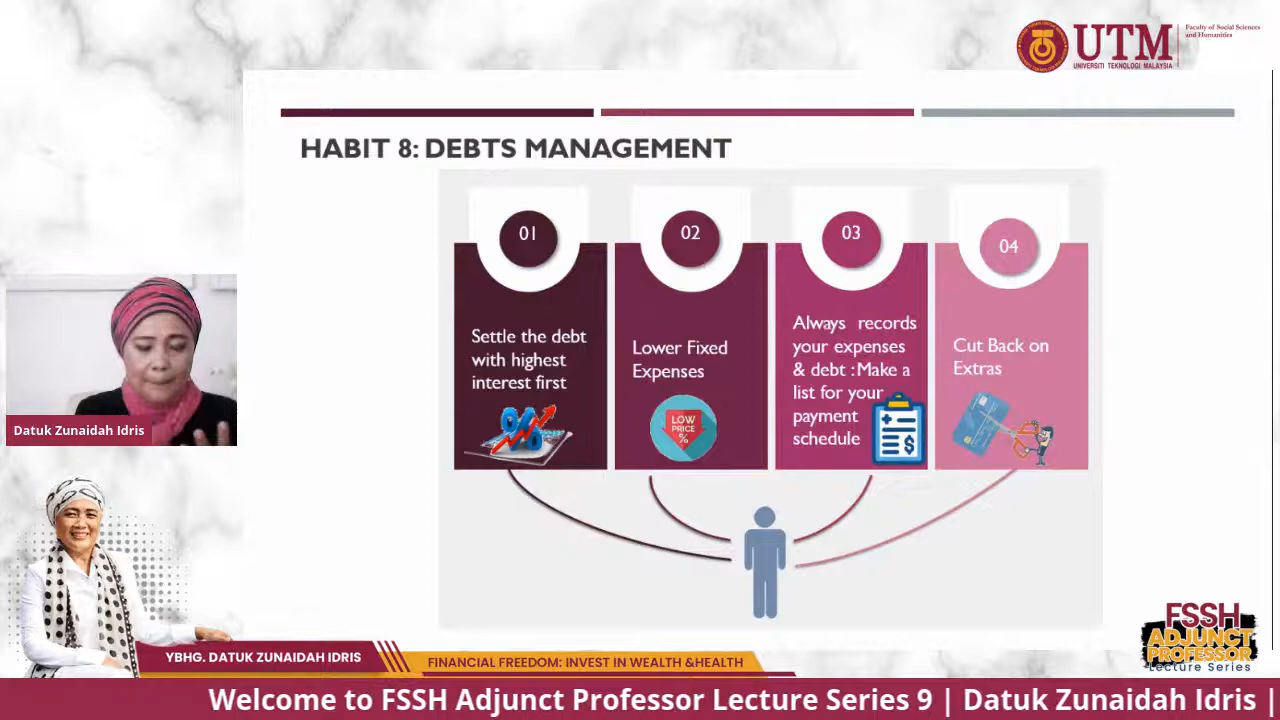 UTM
UNIVERSITI TEKNOLOGI MALAYSIA
Faculty of Social Sciences
and Humanities
HABIT 8: DEBTS MANAGEMENT
01
Settle the debt
with highest
interest first
%
02
Lower Fixed
Expenses
LOW
PRICE
%
03
Always records
your expenses
& debt : Make a
list for your
payment
schedule
$
04
Cut Back on
Extras
Datuk Zunaidah Idris
YBHG. DATUK ZUNAIDAH IDRIS
FINANCIAL FREEDOM: INVEST IN WEALTH &HEALTH
FSSH
ADJUNCT
PROFESSOR
Lecture Series
Welcome to FSSH Adjunct Professor Lecture Series 9 | Datuk Zunaidah Idris |